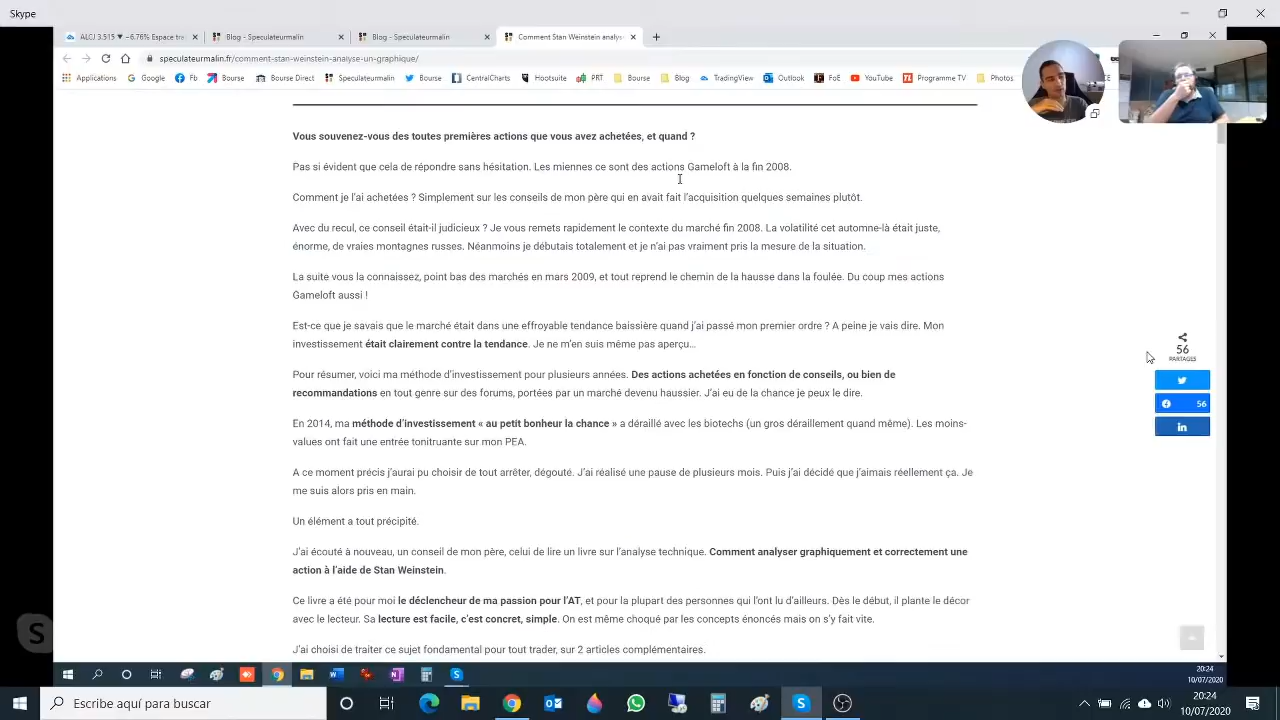 Skype
ALCJ 3.515 ▼ -6.76% Espace tra
Blog - Speculateurmalin
Blog - Speculateurmalin
Comment Stan Weinstein analys
speculateurmalin.fr/comment-stan-weinstein-analyse-un-graphique/
Applications
Google
Fb
Bourse
Bourse Direct
Bourse
CentralCharts
Hootsuite
PRT
Bourse
Blog
TradingView
Outlook
FoE
YouTube
Programme TV
Photos
Vous souvenez-vous des toutes premières actions que vous avez achetées, et quand ?
Pas si évident que cela de répondre sans hésitation. Les miennes ce sont des actions Gameloft à la fin 2008.
Comment je l'ai achetées ? Simplement sur les conseils de mon père qui en avait fait l'acquisition quelques semaines plutôt.
Avec du recul, ce conseil était-il judicieux ? Je vous remets rapidement le contexte du marché fin 2008. La volatilité cet automne-là était juste,
énorme, de vraies montagnes russes. Néanmoins je débutais totalement et je n'ai pas vraiment pris la mesure de la situation.
La suite vous la connaissez, point bas des marchés en mars 2009, et tout reprend le chemin de la hausse dans la foulée. Du coup mes actions
Gameloft aussi !
Est-ce que je savais que le marché était dans une effroyable tendance baissière quand j'ai passé mon premier ordre ? A peine je vais dire. Mon
investissement était clairement contre la tendance. Je ne m'en suis même pas aperçu…
Pour résumer, voici ma méthode d'investissement pour plusieurs années. Des actions achetées en fonction de conseils, ou bien de
recommandations en tout genre sur des forums, portées par un marché devenu haussier. J'ai eu de la chance je peux le dire.
En 2014, ma méthode d'investissement « au petit bonheur la chance » a déraillé avec les biotechs (un gros déraillement quand même). Les moins-
values ont fait une entrée tonitruante sur mon PEA.
A ce moment précis j'aurai pu choisir de tout arrêter, dégouté. J'ai réalisé une pause de plusieurs mois. Puis j'ai décidé que j'aimais réellement ça. Je
me suis alors pris en main.
Un élément a tout précipité.
J'ai écouté à nouveau, un conseil de mon père, celui de lire un livre sur l'analyse technique. Comment analyser graphiquement et correctement une
action à l'aide de Stan Weinstein.
Ce livre a été pour moi le déclencheur de ma passion pour l'AT, et pour la plupart des personnes qui l'ont lu d'ailleurs. Dès le début, il plante le décor
avec le lecteur. Sa lecture est facile, c'est concret, simple. On est même choqué par les concepts énoncés mais on s'y fait vite.
J'ai choisi de traiter ce sujet fondamental pour tout trader, sur 2 articles complémentaires.
56
PARTAGES
56
20:24
10/07/2020
Escribe aquí para buscar
20:24
10/07/2020